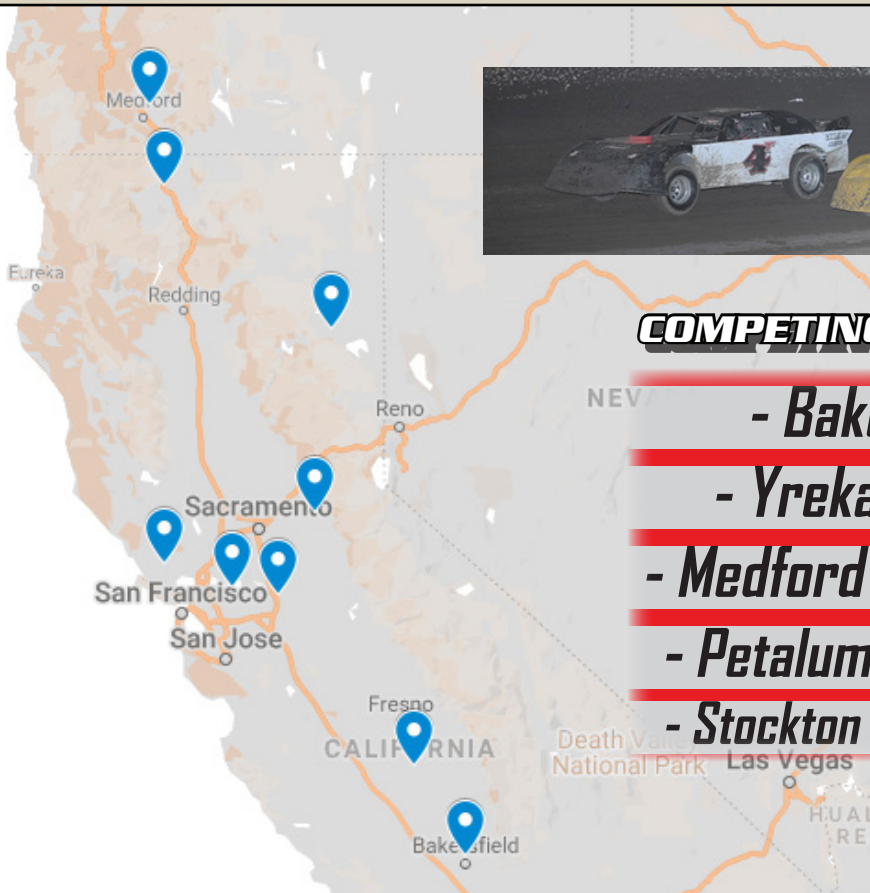 Medford
Eureka
Redding
COMPETING
Reno
- Bak
- Yreka
Sacramento
- Medford
San Francisco
San Jose
- Petalum
- Stockton
Fresno
CALIFORNIA
Death Valley
National Park
Las Vegas
Bakersfield